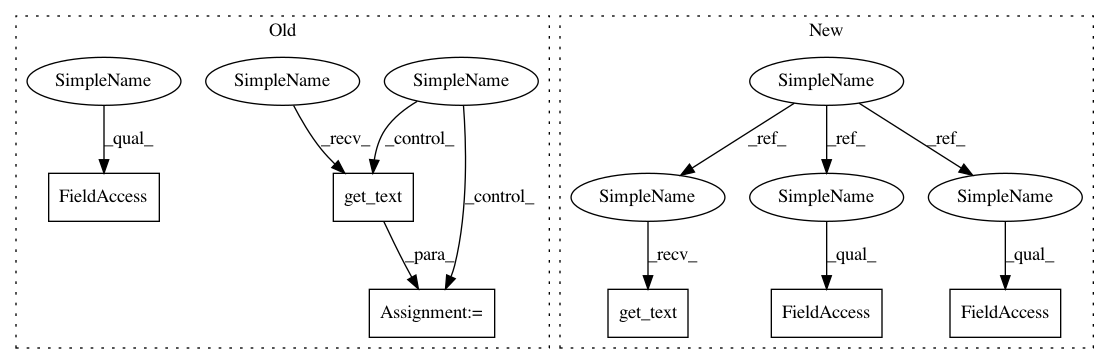 Old
New
SimpleName
SimpleName
SimpleName
SimpleName
_qual_
_recv_
_control_
_ref_
_ref_
_ref_
FieldAccess
get_text
_control_
SimpleName
SimpleName
SimpleName
_para_
_recv_
_qual_
_qual_
Assignment:=
get_text
FieldAccess
FieldAccess